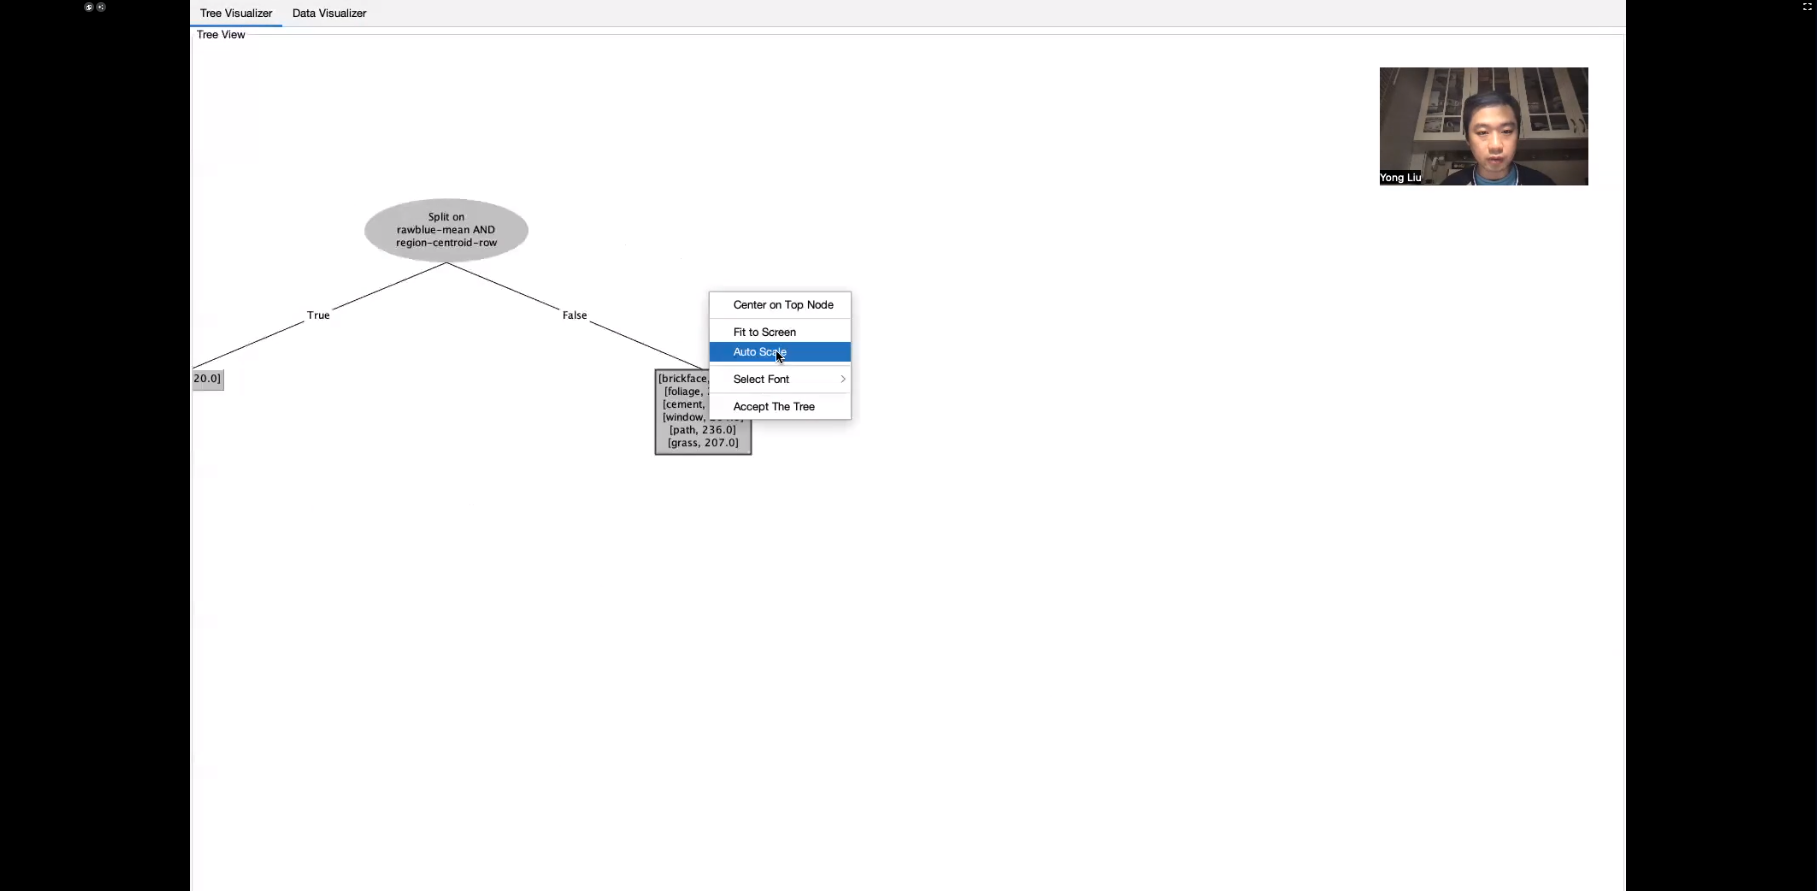 Tree Visualizer
Data Visualizer
Tree View
Yong Liu
Split on
rawblue-mean AND
region-centroid-row
True
False
20.0]
[brickface,
[foliage,
[cement,
[window,
[path, 236.0]
[grass, 207.0]
Center on Top Node
Fit to Screen
Auto Scale
Select Font
Accept The Tree